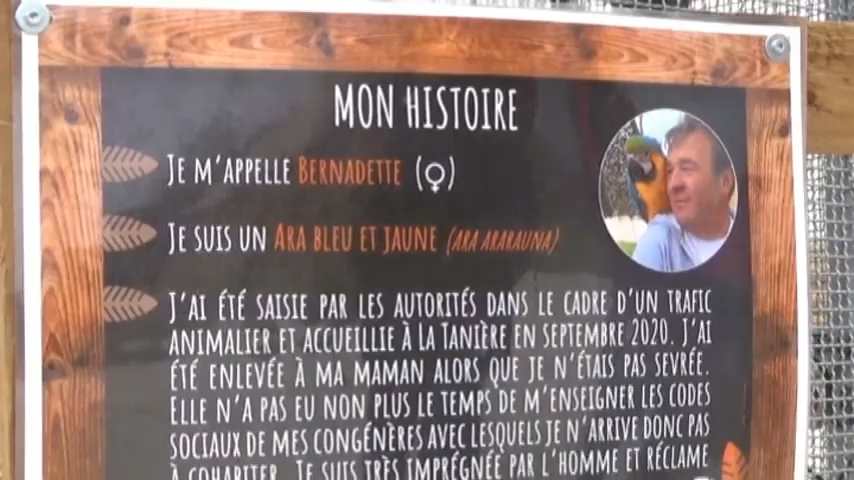 MON HISTOIRE
JE M'APPELLE BERNADETTE (♀)
JE SUIS UN ARA BLEU ET JAUNE (ARA ARARAUNA)
J'AI ÉTÉ SAISIE PAR LES AUTORITÉS DANS LE CADRE D'UN TRAFIC
ANIMALIER ET ACCUEILLIE À LA TANIÈRE EN SEPTEMBRE 2020. J'AI
ÉTÉ ENLEVÉE À MA MAMAN ALORS QUE JE N'ÉTAIS PAS SEVRÉE.
ELLE N'A PAS EU NON PLUS LE TEMPS DE M'ENSEIGNER LES CODES
SOCIAUX DE MES CONGÉNÈRES AVEC LESQUELS JE N'ARRIVE DONC PAS
À COHABITER. JE SUIS TRÈS IMPRÉGNÉE PAR L'HOMME ET RÉCLAME